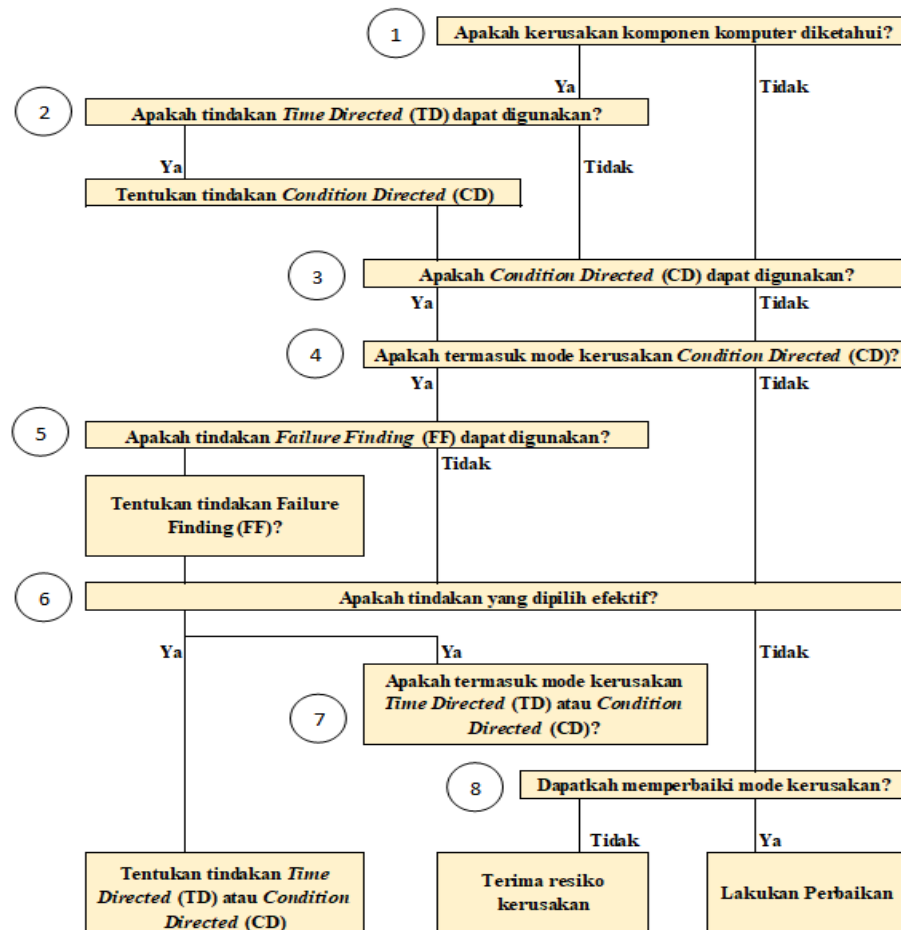 1
Apakah kerusakan komponen komputer diketahui?
Ya
Tidak
2
Apakah tindakan Time Directed (TD) dapat digunakan?
Ya
Tidak
Tentukan tindakan Condition Directed (CD)
3
Apakah Condition Directed (CD) dapat digunakan?
Ya
Tidak
4
Apakah termasuk mode kerusakan Condition Directed (CD)?
Ya
Tidak
5
Apakah tindakan Failure Finding (FF) dapat digunakan?
Tidak
Tentukan tindakan Failure
Finding (FF)?
6
Apakah tindakan yang dipilih efektif?
Ya
Ya
Tidak
7
Apakah termasuk mode kerusakan
Time Directed (TD) atau Condition
Directed (CD)?
8
Dapatkah memperbaiki mode kerusakan?
Tidak
Ya
Tentukan tindakan Time
Directed (TD) atau Condition
Directed (CD)
Terima resiko
kerusakan
Lakukan Perbaikan